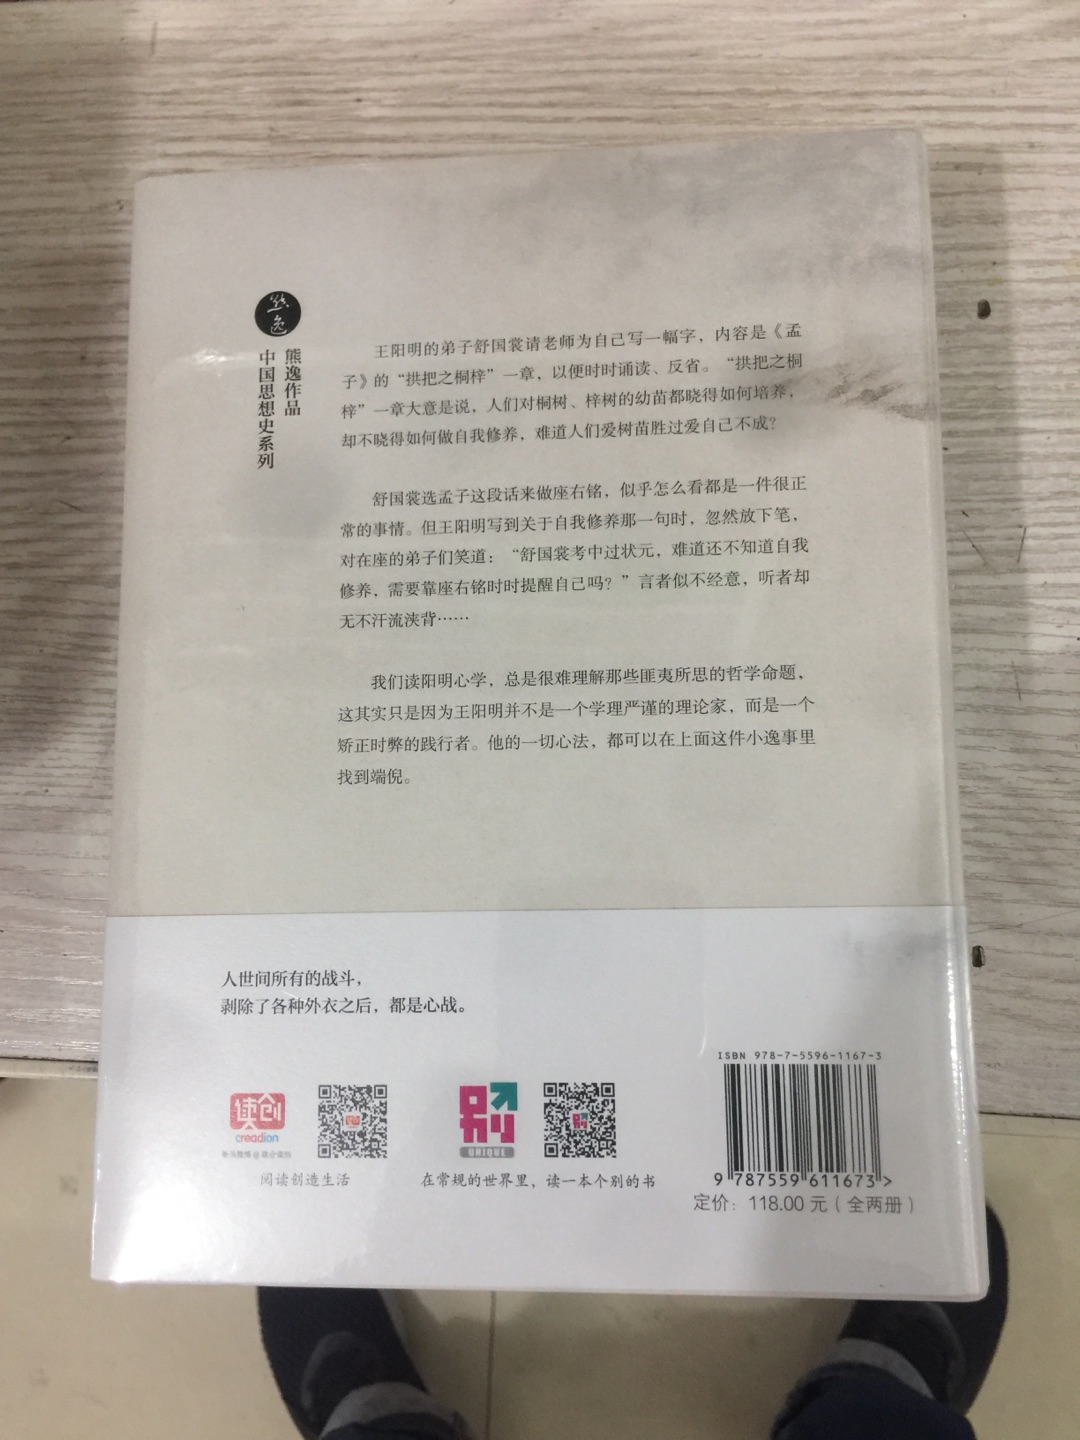 熊逸
熊逸作品
中国思想史系列
王阳明的弟子舒国裳请老师为自己写一幅字，内容是《孟
子》的“拱把之桐梓”一章，以便时时诵读、反省。“拱把之桐
梓”一章大意是说，人们对桐树、梓树的幼苗都晓得如何培养，
却不晓得如何做自我修养，难道人们爱树苗胜过爱自己不成？
舒国裳选孟子这段话来做座右铭，似乎怎么看都是一件很正
常的事情。但王阳明写到关于自我修养那一句时，忽然放下笔，
对在座的弟子们笑道：“舒国裳考中过状元，难道还不知道自我
修养，需要靠座右铭时时提醒自己吗？”言者似不经意，听者却
无不汗流浃背……
我们读阳明心学，总是很难理解那些匪夷所思的哲学命题，
这其实只是因为王阳明并不是一个学理严谨的理论家，而是一个
矫正时弊的践行者。他的一切心法，都可以在上面这件小逸事里
找到端倪。
人世间所有的战斗，
剥除了各种外衣之后，都是心战。
读创
creadion
阅读创造生活
别
UNIQUE
在常规的世界里，读一本个别的书
ISBN 978-7-5596-1167-3
9 787559 611673 >
定价：118.00 元（全两册）